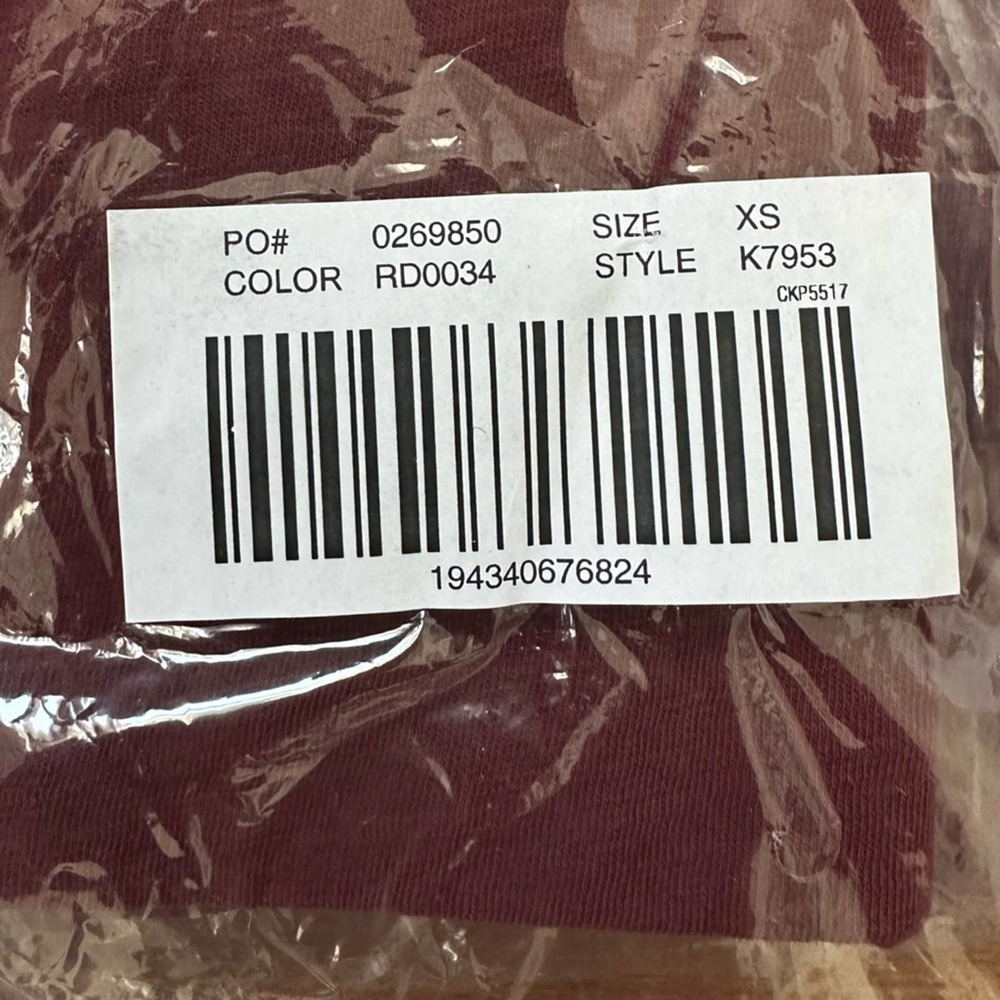 PO# 0269850 SIZE XS
COLOR RD0034 STYLE K7953
CKP5517
194340676824